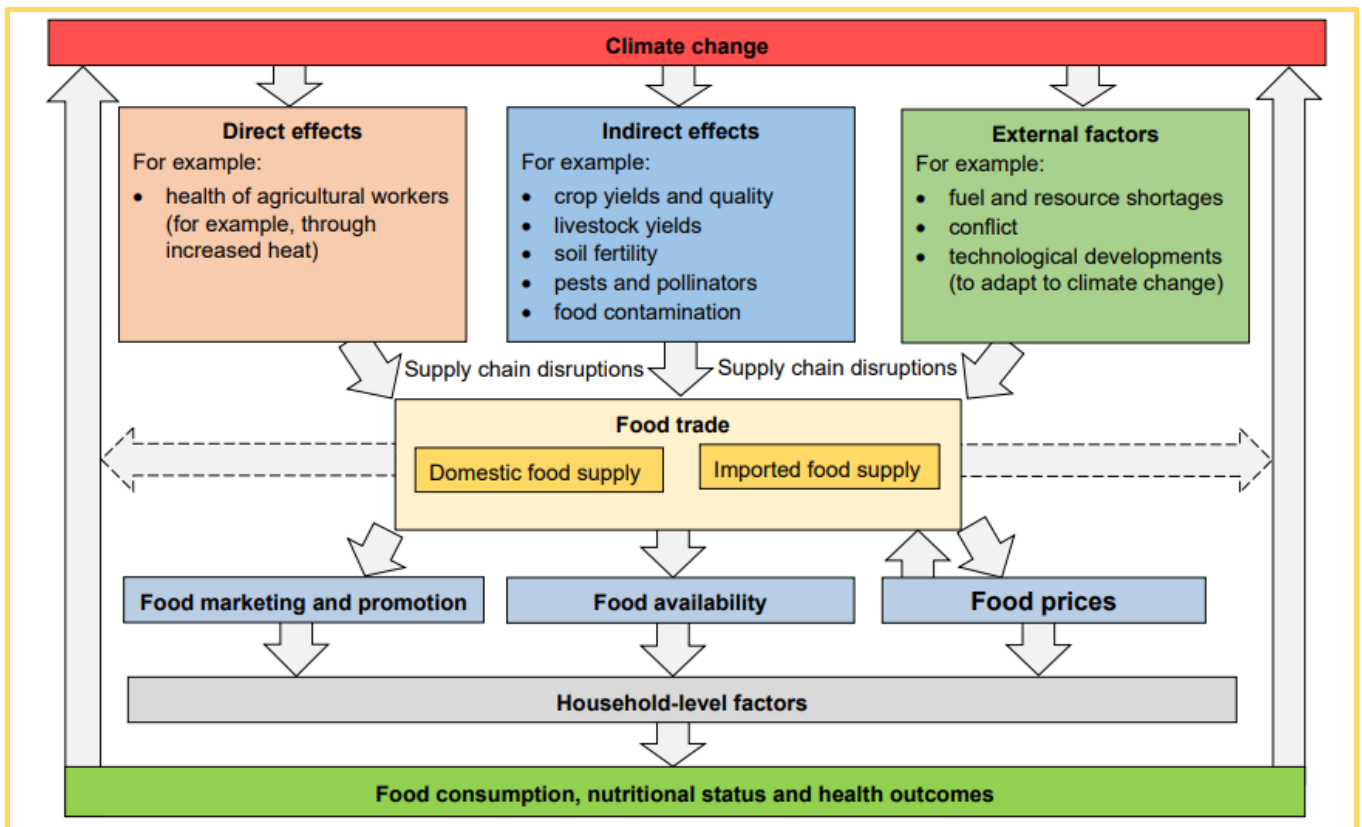 Climate change
Direct effects
For example:
• health of agricultural workers
(for example, through
increased heat)
Indirect effects
For example:
• crop yields and quality
• livestock yields
• soil fertility
• pests and pollinators
• food contamination
External factors
For example:
• fuel and resource shortages
• conflict
• technological developments
(to adapt to climate change)
Supply chain disruptions
Supply chain disruptions
Food trade
Domestic food supply
Imported food supply
Food marketing and promotion
Food availability
Food prices
Household-level factors
Food consumption, nutritional status and health outcomes